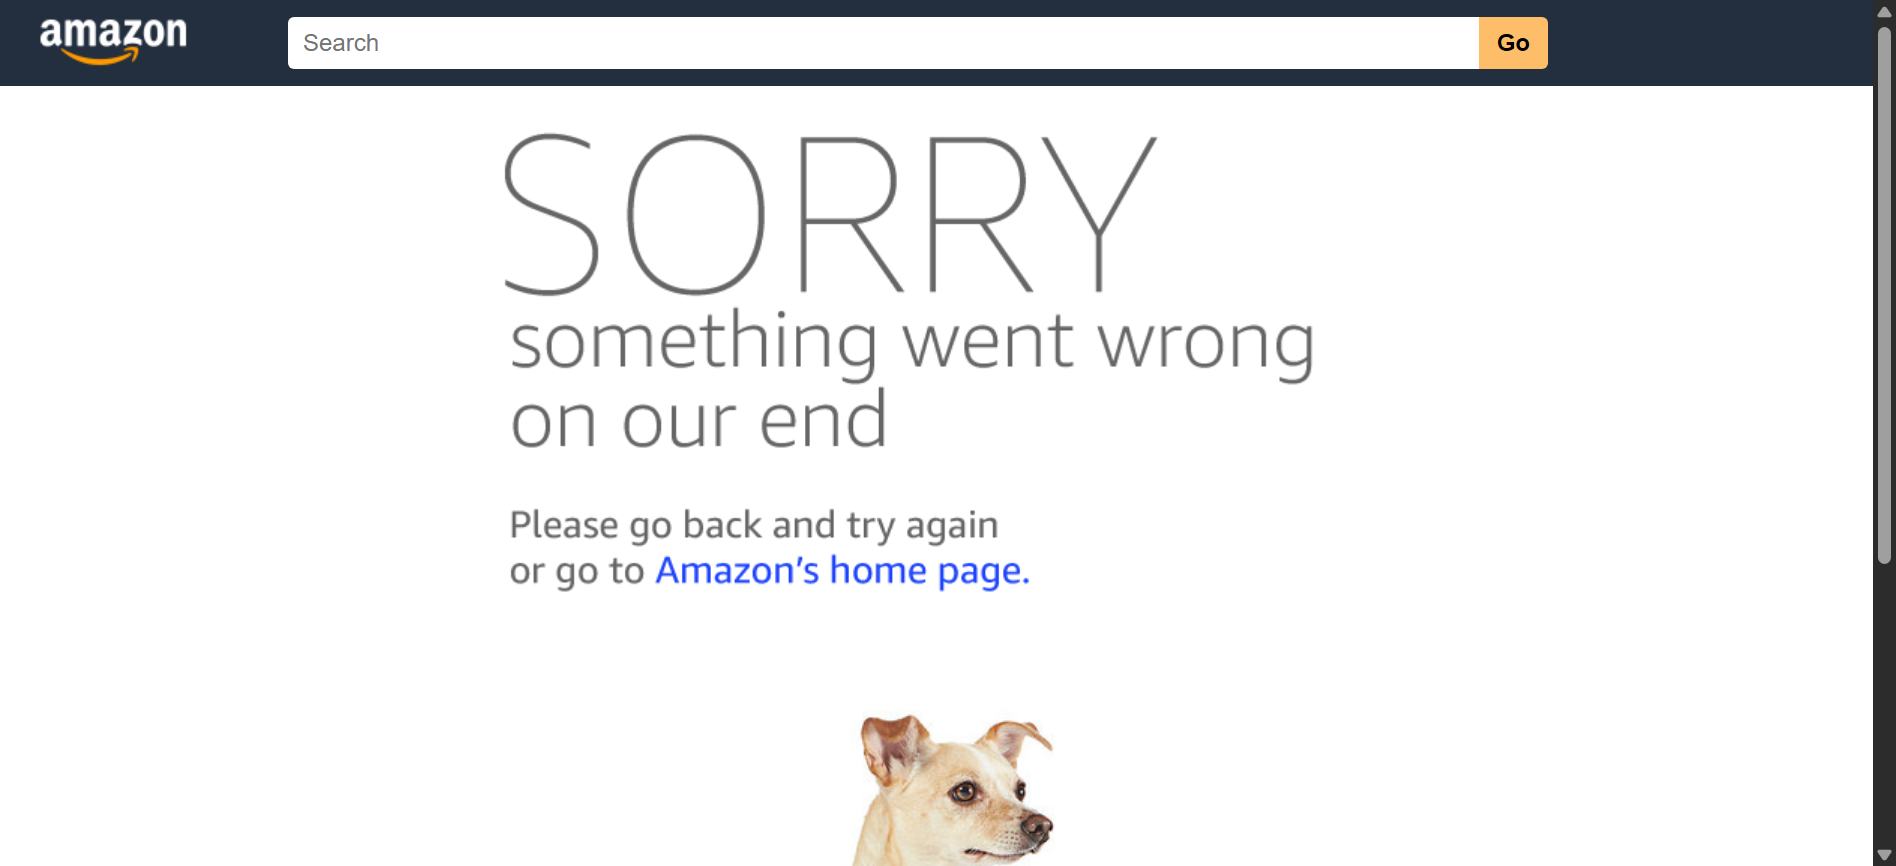 amazon
Search
Go
SORRY
something went wrong
on our end
Please go back and try again
or go to Amazon’s home page.